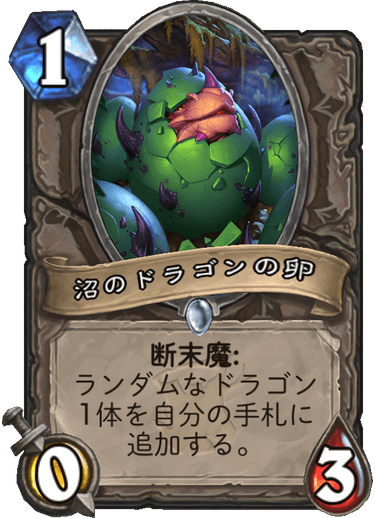 1
沼のドラゴンの卵
断末魔:
ランダムなドラゴン
1体を自分の手札に
追加する。
0
3